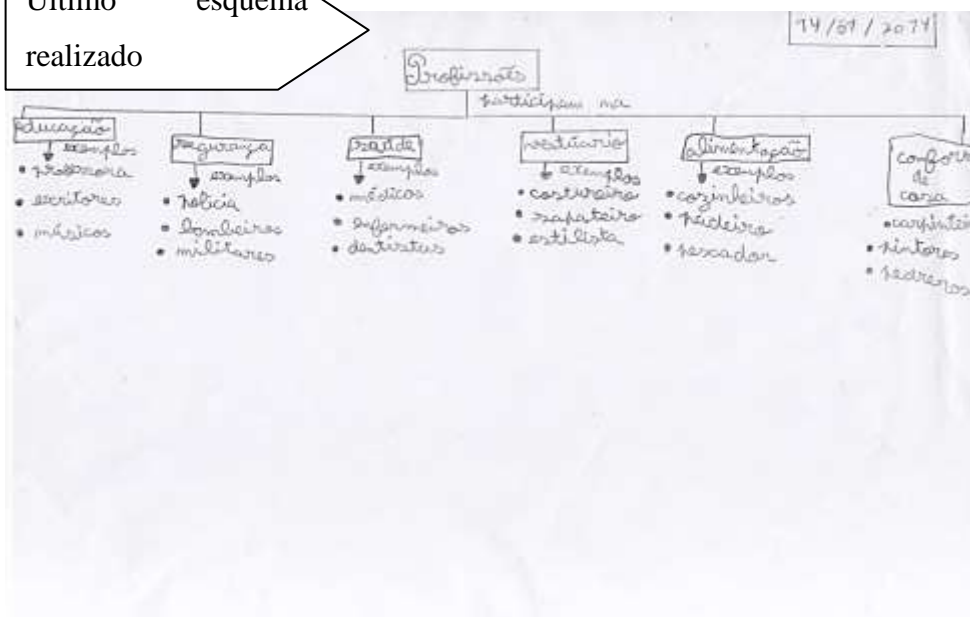 Último esquema
realizado
14/01/2014
Profissões
participam na
educação
exemplos
• professora
• escritores
• músicos
segurança
exemplos
• polícia
• bombeiros
• militares
saúde
exemplos
• médicos
• enfermeiros
• dentistas
vestúario
exemplos
• costureira
• sapateiro
• estilista
alimentação
exemplos
• cozinheiros
• padeiro
• pescador
conforto
de
casa
• carpintei
• pintores
• pedreiros